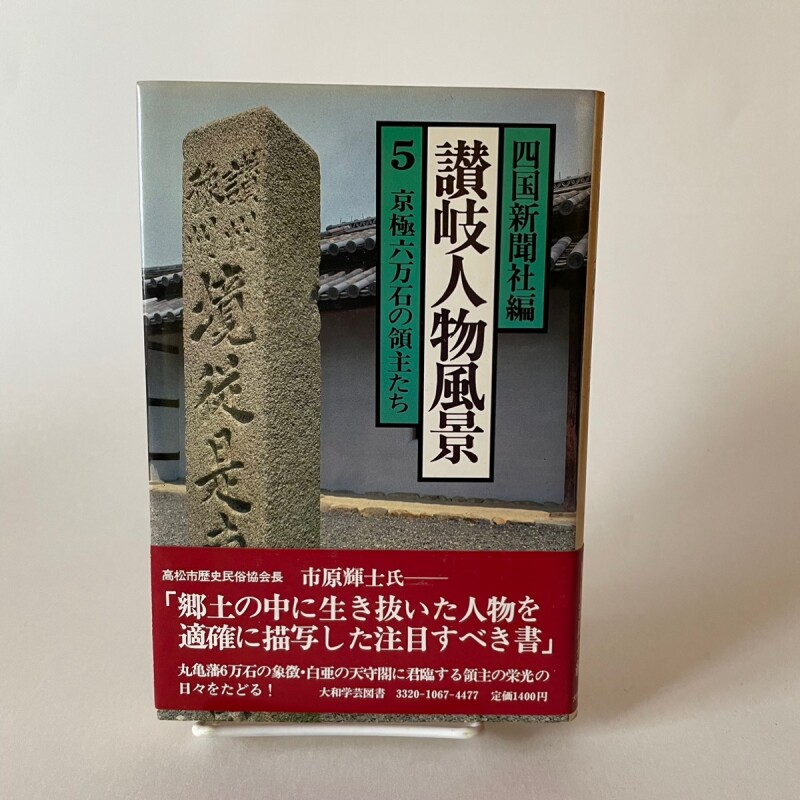 四国新聞社編
讃岐人物風景
5 京極六万石の領主たち
讃州
境従是
高松市歴史民俗協会長 市原輝士氏――
「郷土の中に生き抜いた人物を
適確に描写した注目すべき書」
丸亀藩6万石の象徴・白亜の天守閣に君臨する領主の栄光の
日々をたどる!
大和学芸図書 3320-1067-4477 定価1400円